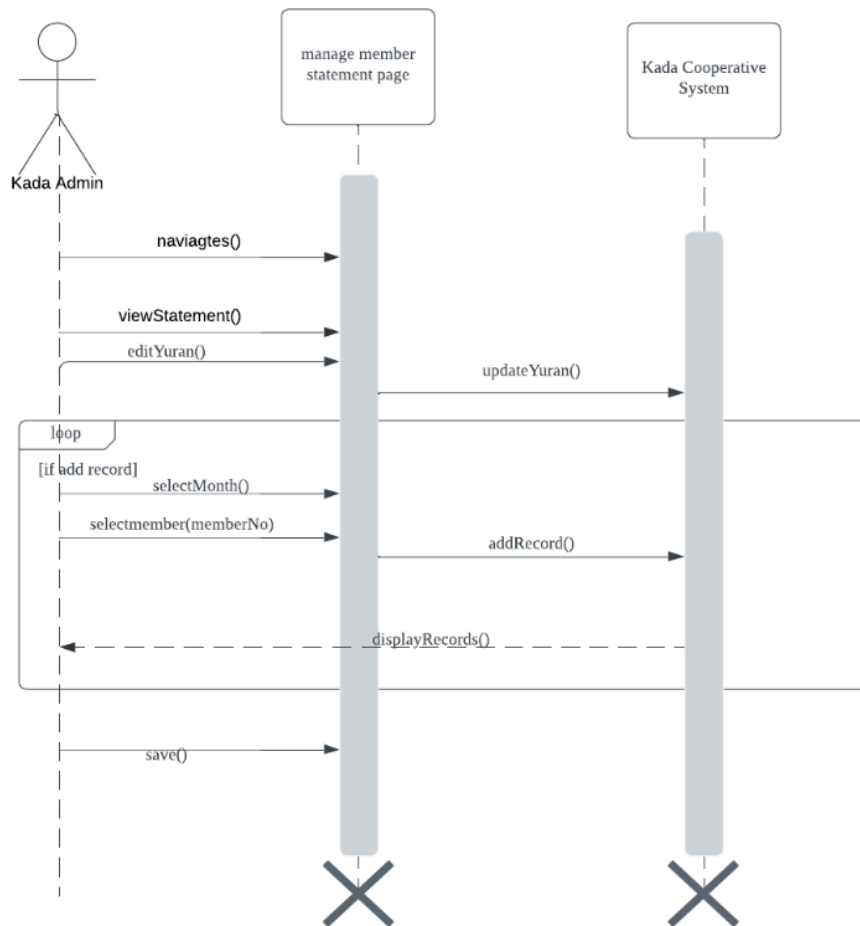 manage member
statement page
Kada Cooperative
System
Kada Admin
naviagtes()
viewStatement()
editYuran()
updateYuran()
loop
[if add record]
selectMonth()
selectmember(memberNo)
addRecord()
displayRecords()
save()